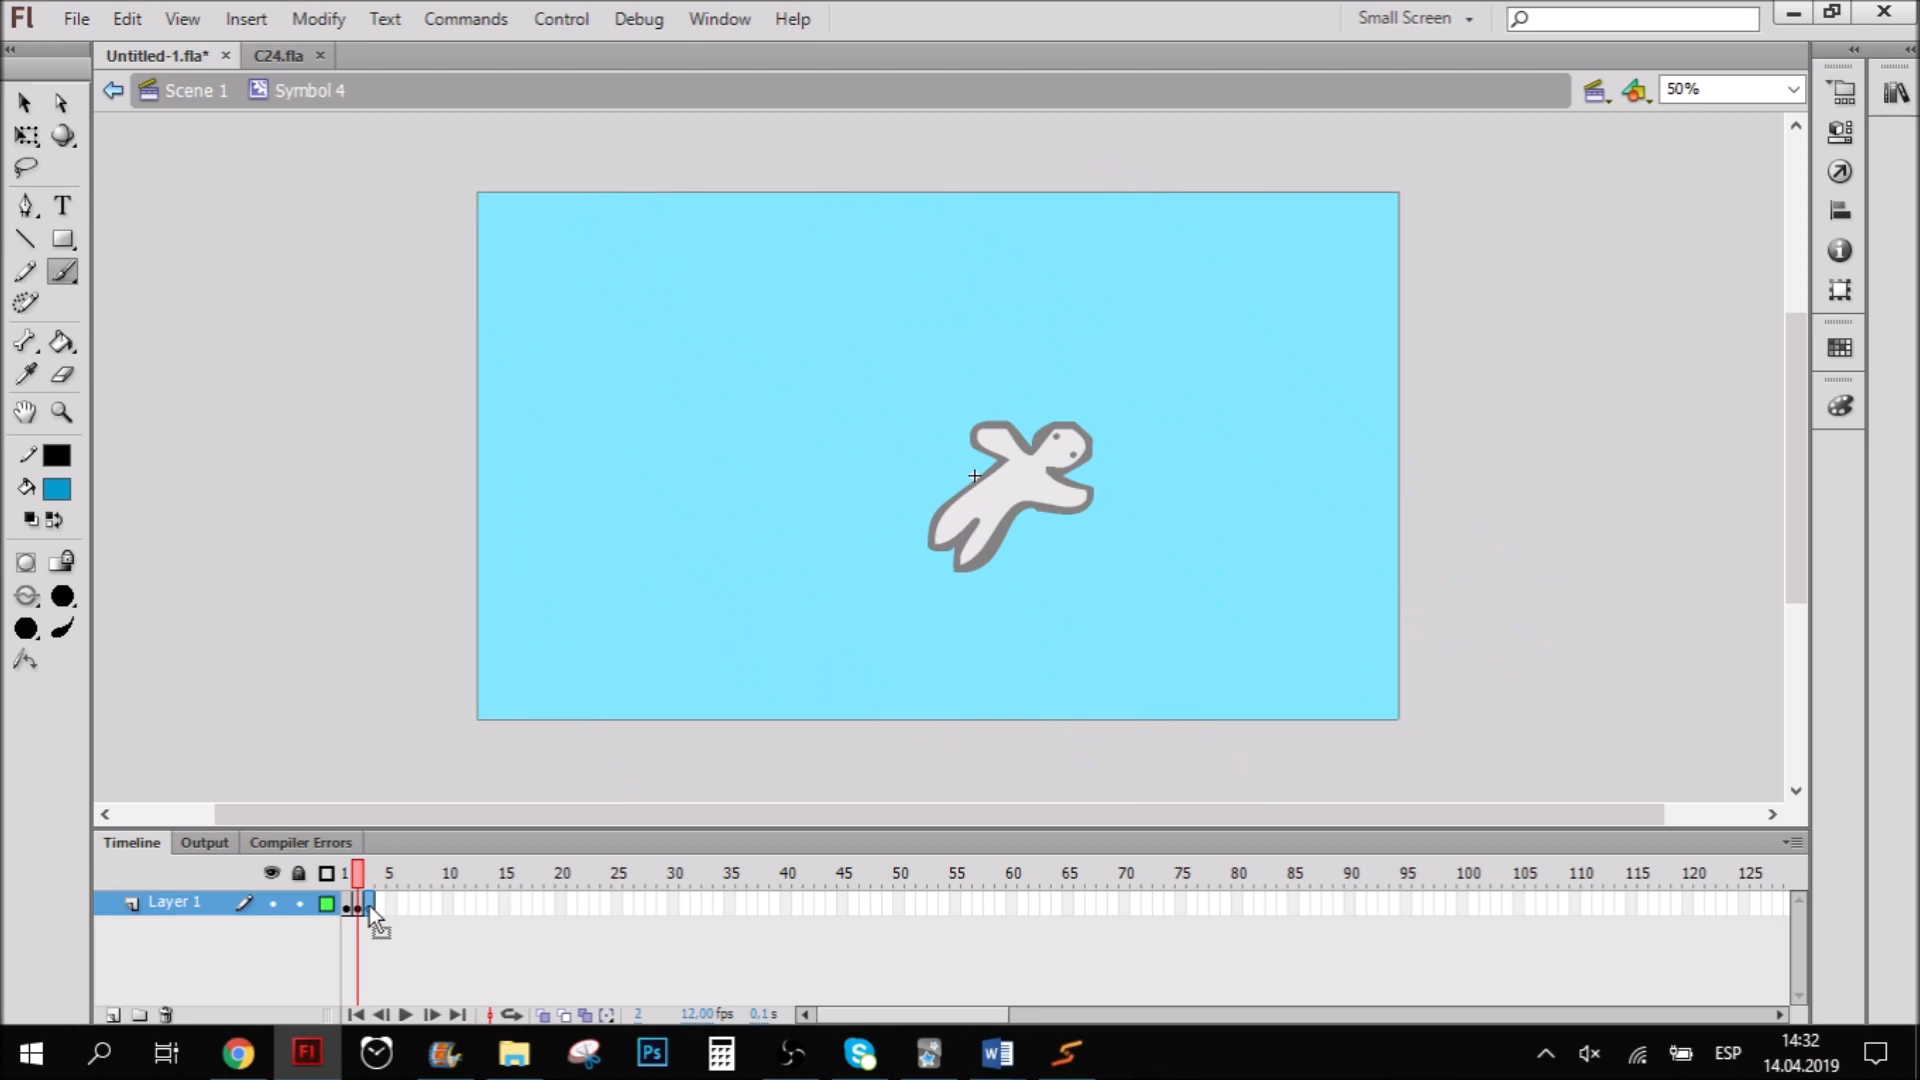 Fl File Edit View Insert Modify Text Commands Control Debug Window Help Small Screen
Untitled-1.fla* × C24.fla ×
Scene 1 Symbol 4 50%
T
Timeline Output Compiler Errors
1 5 10 15 20 25 30 35 40 45 50 55 60 65 70 75 80 85 90 95 100 105 110 115 120 125
Layer 1
2 12,00 fps 0,1 s
Fl Ps ESP 14:32
14.04.2019